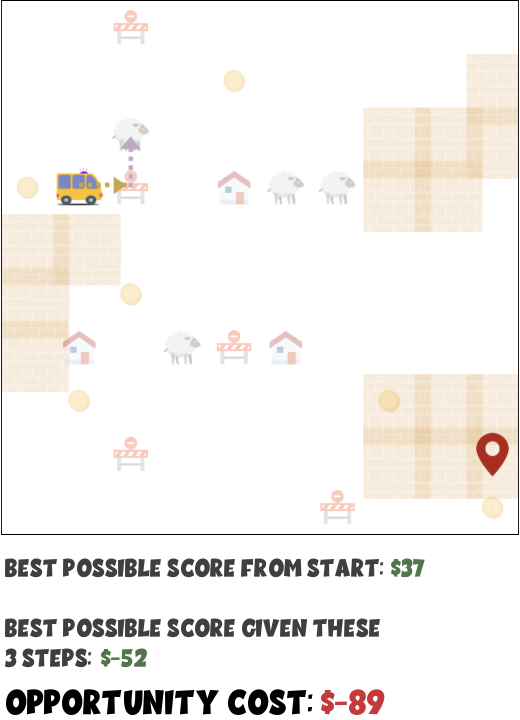 BEST POSSIBLE SCORE FROM START: $37
BEST POSSIBLE SCORE GIVEN THESE
3 STEPS: $-52
OPPORTUNITY COST: $-89